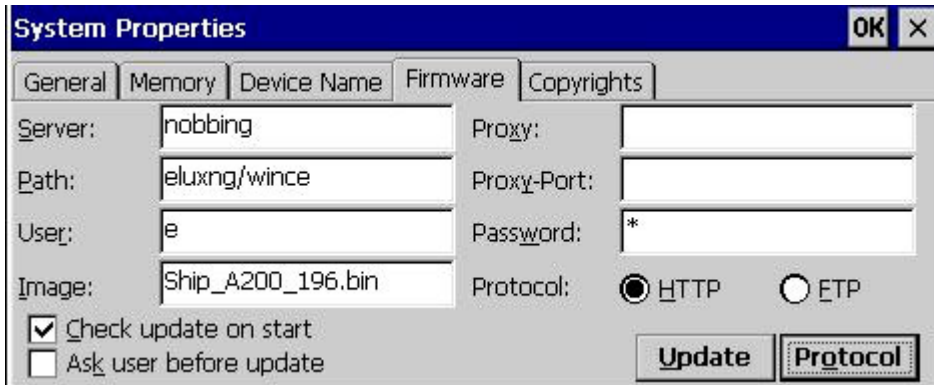 System Properties OK ×
General Memory Device Name Firmware Copyrights
Server: nobbing Proxy:
Path: eluxng/wince Proxy-Port:
User: e Password: *
Image: Ship_A200_196.bin Protocol: HTTP FTP
Check update on start
Ask user before update Update Protocol